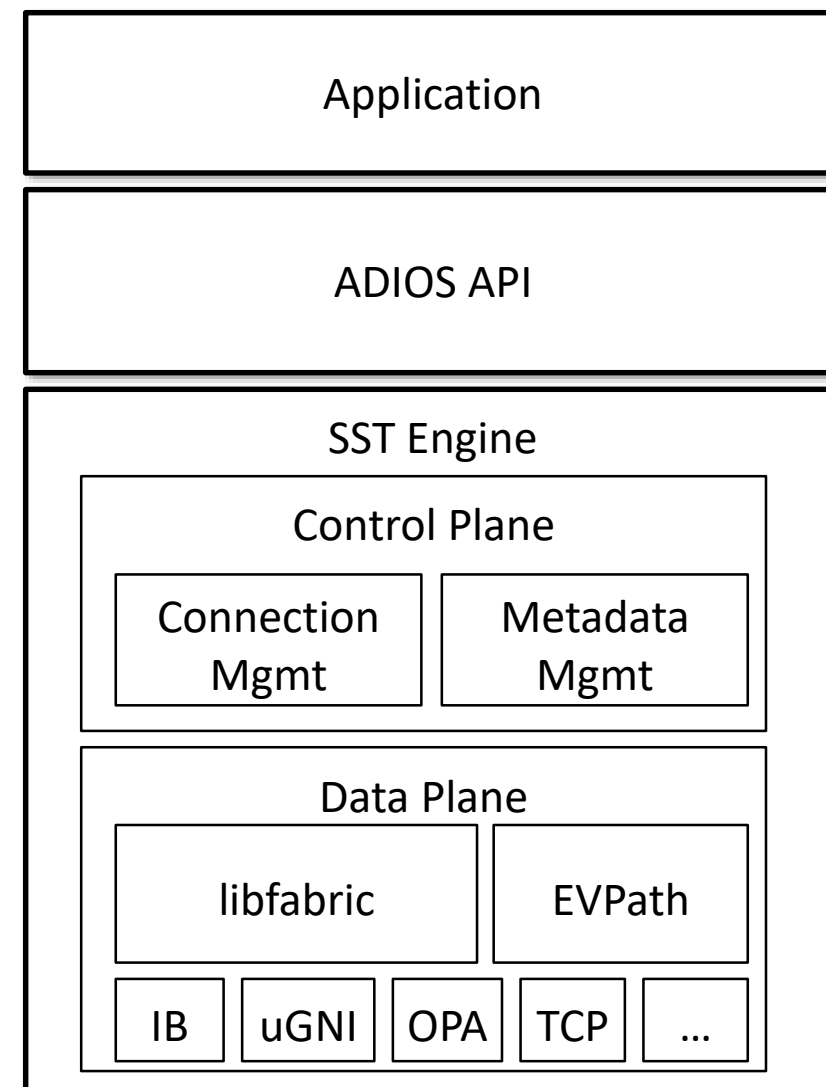 Application
ADIOS API
SST Engine
Control Plane
Connection
Mgmt
Metadata
Mgmt
Data Plane
libfabric
EVPath
IB
uGNI
OPA
TCP
...